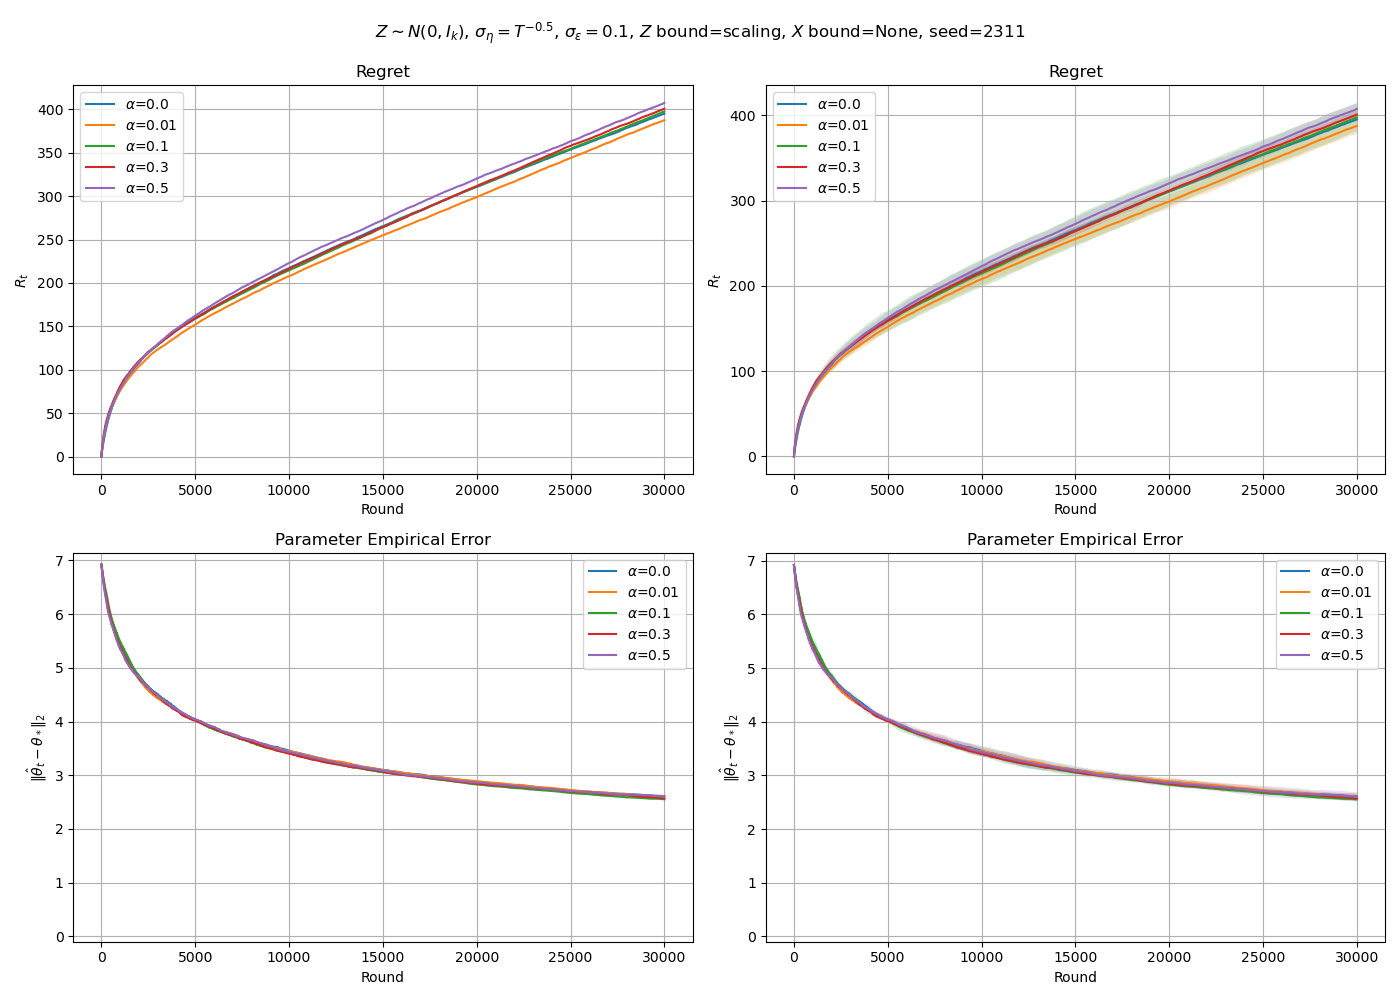 Z ∼ N(0, I_k), σ_η = T^{−0.5}, σ_ε = 0.1, Z bound=scaling, X bound=None, seed=2311
Regret
R_t
400
350
300
250
200
150
100
50
0
α=0.0
α=0.01
α=0.1
α=0.3
α=0.5
0 5000 10000 15000 20000 25000 30000
Round
Regret
R_t
400
300
200
100
0
α=0.0
α=0.01
α=0.1
α=0.3
α=0.5
0 5000 10000 15000 20000 25000 30000
Round
Parameter Empirical Error
‖θ̂_t − θ_*‖_2
7
6
5
4
3
2
1
0
α=0.0
α=0.01
α=0.1
α=0.3
α=0.5
0 5000 10000 15000 20000 25000 30000
Round
Parameter Empirical Error
‖θ̂_t − θ_*‖_2
7
6
5
4
3
2
1
0
α=0.0
α=0.01
α=0.1
α=0.3
α=0.5
0 5000 10000 15000 20000 25000 30000
Round